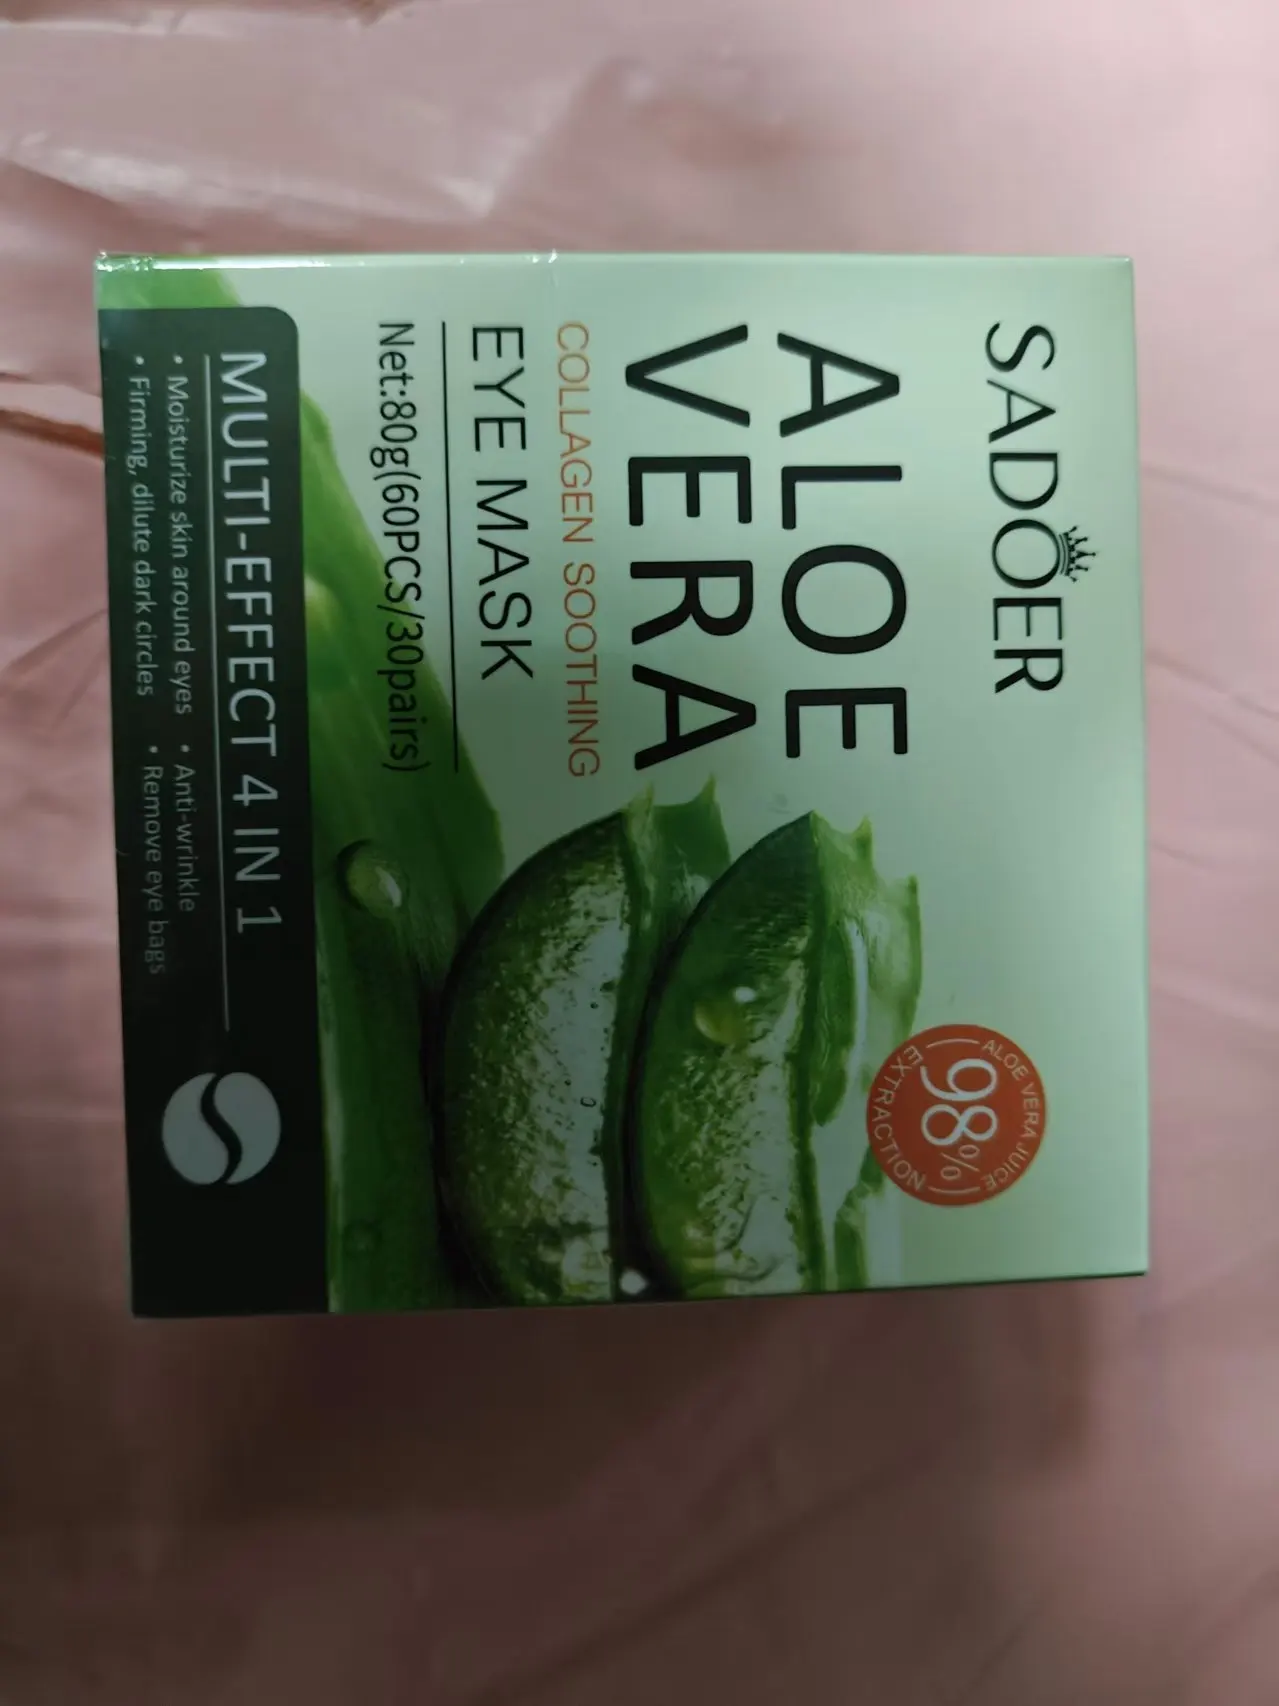 SADOER
ALOE
VERA
COLLAGEN SOOTHING
EYE MASK
Net:80g(60PCS/30pairs)
ALOE VERA JUICE
98%
EXTRACTION
MULTI-EFFECT 4 IN 1
• Moisturize skin around eyes • Anti-wrinkle
• Firming, dilute dark circles • Remove eye bags